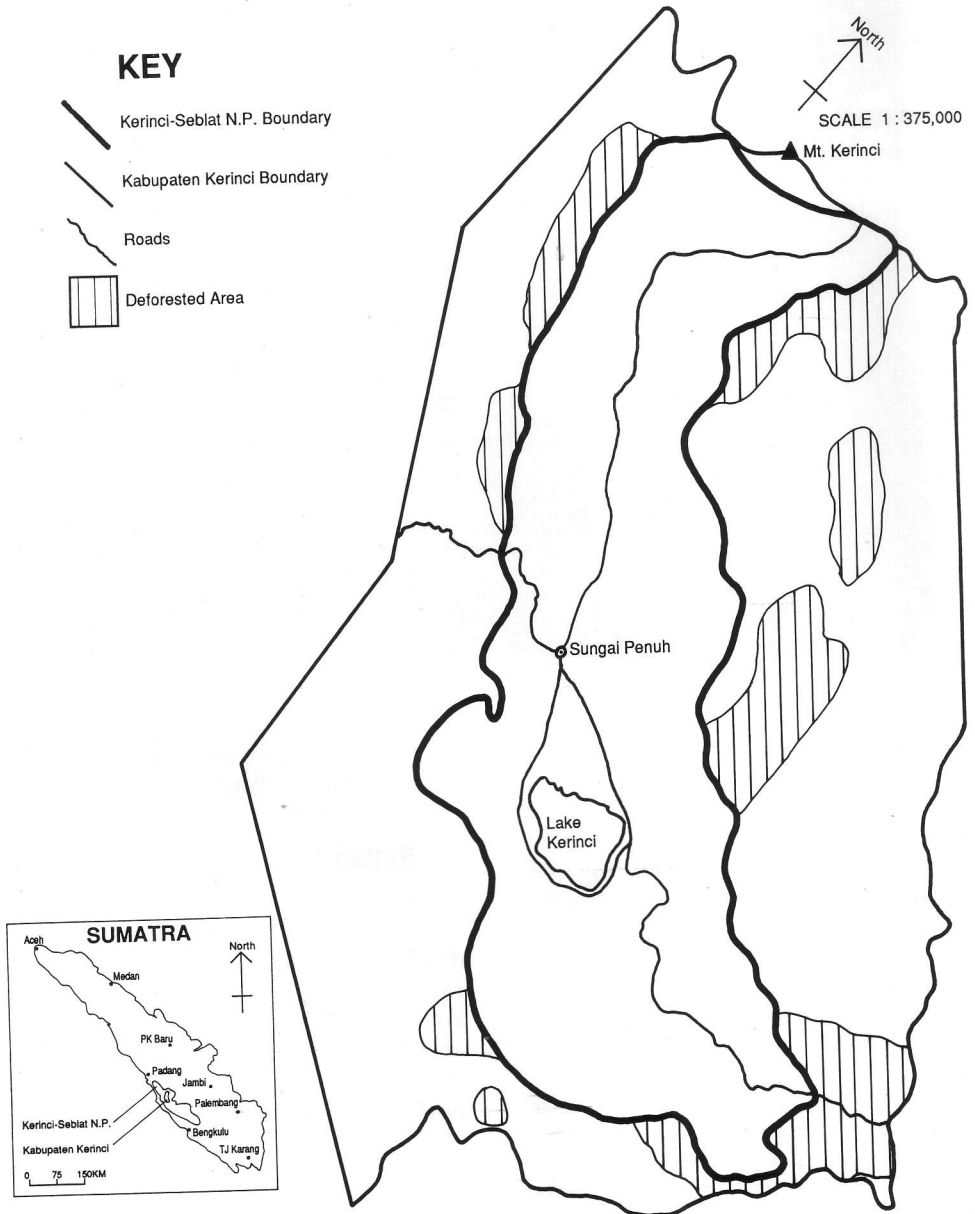 KEY
Kerinci-Seblat N.P. Boundary
Kabupaten Kerinci Boundary
Roads
Deforested Area
North
SCALE 1 : 375,000
Mt. Kerinci
Sungai Penuh
Lake
Kerinci
SUMATRA
Aceh
North
Medan
PK Baru
Padang
Jambi
Palembang
Kerinci-Seblat N.P.
Bengkulu
Kabupaten Kerinci
TJ Karang
0 75 150KM